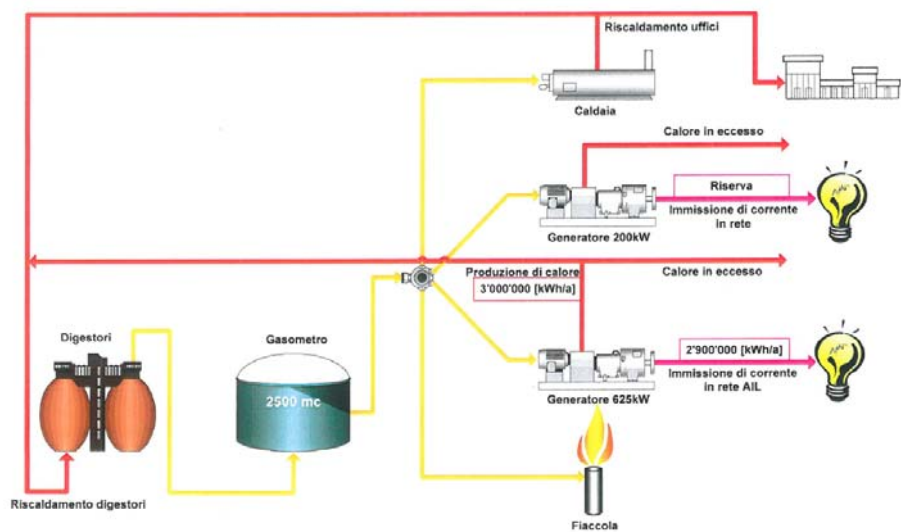 Riscaldamento uffici
Caldaia
Calore in eccesso
Riserva
Immissione di corrente
in rete
Generatore 200kW
Produzione di calore
3'000'000 [kWh/a]
Calore in eccesso
Digestori
Gasometro
2500 mc
2'900'000 [kWh/a]
Immissione di corrente
in rete AIL
Generatore 625kW
Riscaldamento digestori
Fiaccola